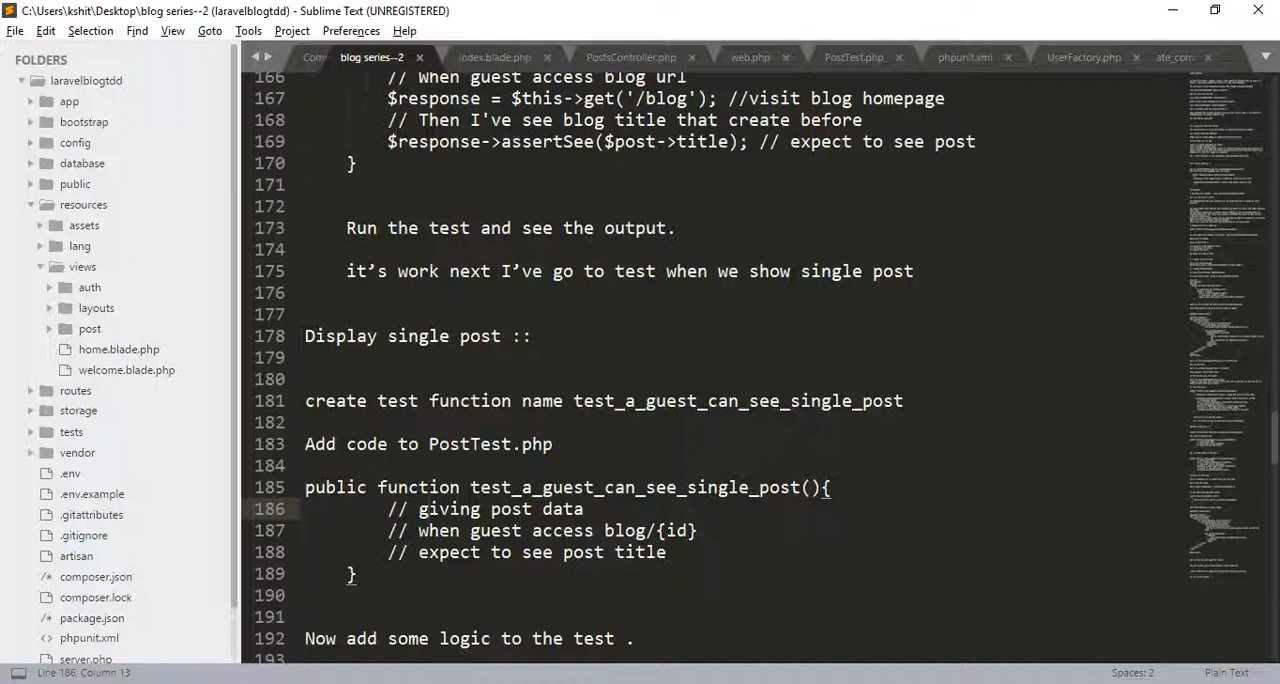 C:\Users\kshit\Desktop\blog series--2 (laravelblogtdd) - Sublime Text (UNREGISTERED)
File Edit Selection Find View Goto Tools Project Preferences Help
FOLDERS
laravelblogtdd
app
bootstrap
config
database
public
resources
assets
lang
views
auth
layouts
post
home.blade.php
welcome.blade.php
routes
storage
tests
vendor
.env
.env.example
.gitattributes
.gitignore
artisan
composer.json
composer.lock
package.json
phpunit.xml
server.php
Com blog series--2 index.blade.php PostsController.php web.php PostTest.php phpunit.xml UserFactory.php ate_com
166 // When guest access blog url
167 $response = $this->get('/blog'); //visit blog homepage
168 // Then I've see blog title that create before
169 $response->assertSee($post->title); // expect to see post
170 }
171
172
173 Run the test and see the output.
174
175 it’s work next I’ve go to test when we show single post
176
177
178 Display single post ::
179
180
181 create test function name test_a_guest_can_see_single_post
182
183 Add code to PostTest.php
184
185 public function test_a_guest_can_see_single_post(){
186 // giving post data
187 // when guest access blog/{id}
188 // expect to see post title
189 }
190
191
192 Now add some logic to the test .
193
Line 186, Column 13 Spaces: 2 Plain Text